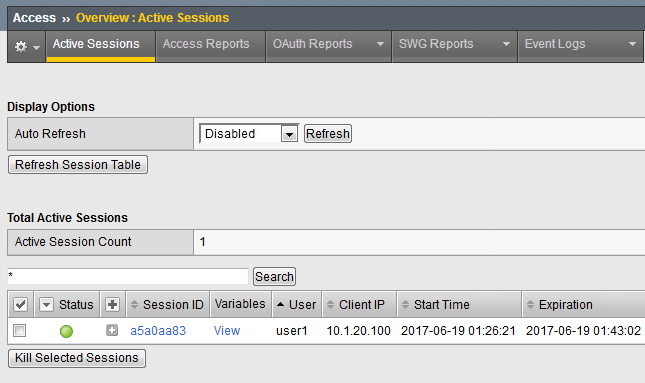 Access ›› Overview : Active Sessions
Active Sessions Access Reports OAuth Reports SWG Reports Event Logs
Display Options
Auto Refresh Disabled Refresh
Refresh Session Table
Total Active Sessions
Active Session Count 1
* Search
Status Session ID Variables User Client IP Start Time Expiration
a5a0aa83 View user1 10.1.20.100 2017-06-19 01:26:21 2017-06-19 01:43:02
Kill Selected Sessions